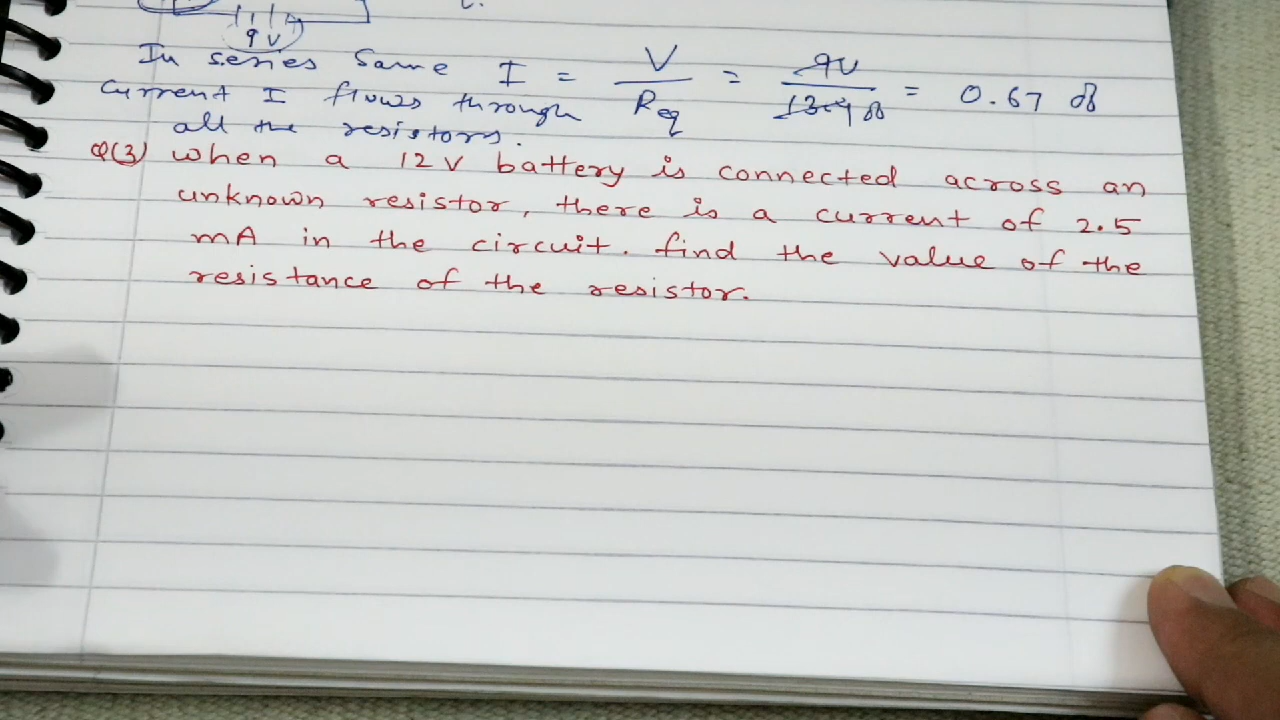 9 V
In series same I = V / Req = 9V / 13.4 Ω = 0.67 A
current I flows through
all the resistors.
Q(3) when a 12 V battery is connected across an
unknown resistor, there is a current of 2.5
mA in the circuit. find the value of the
resistance of the resistor.